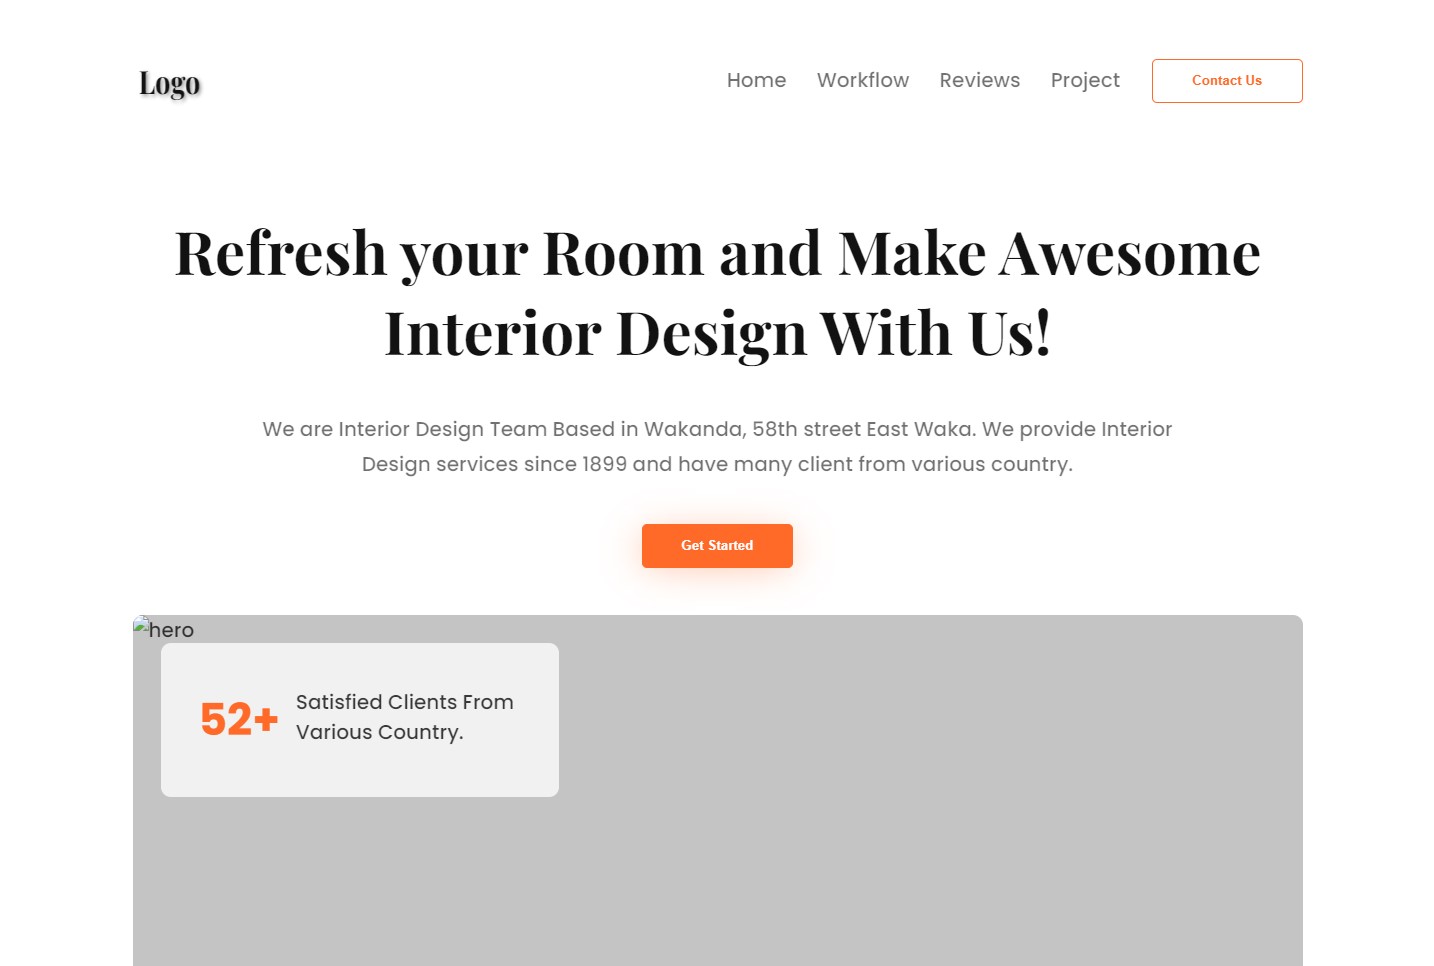 Logo
Home Workflow Reviews Project Contact Us
Refresh your Room and Make Awesome
Interior Design With Us!
We are Interior Design Team Based in Wakanda, 58th street East Waka. We provide Interior
Design services since 1899 and have many client from various country.
Get Started
hero
52+
Satisfied Clients From
Various Country.